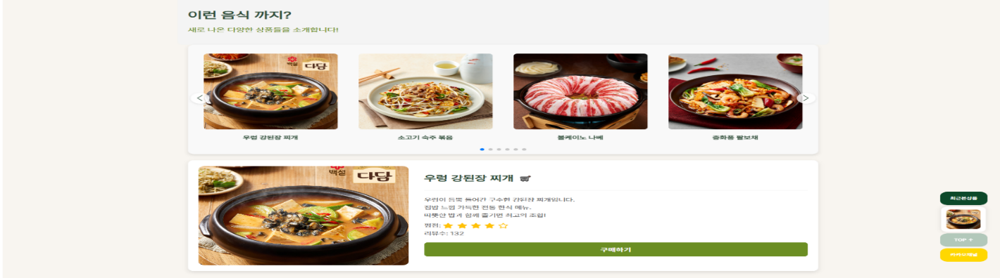 이런 음식 까지?
새로 나온 다양한 상품들을 소개합니다!
백설 다담
우렁 강된장 찌개
소고기 숙주 볶음
볼케이노 나베
중화풍 팔보채
백설 다담
우렁 강된장 찌개
우렁이 듬뿍 들어간 구수한 강된장 찌개입니다.
집밥 느낌 가득한 전통 한식 메뉴.
따뜻한 밥과 함께 즐기면 최고의 조합!
평점:
리뷰수: 132
구매하기
최근본상품
TOP ↑
카카오채널